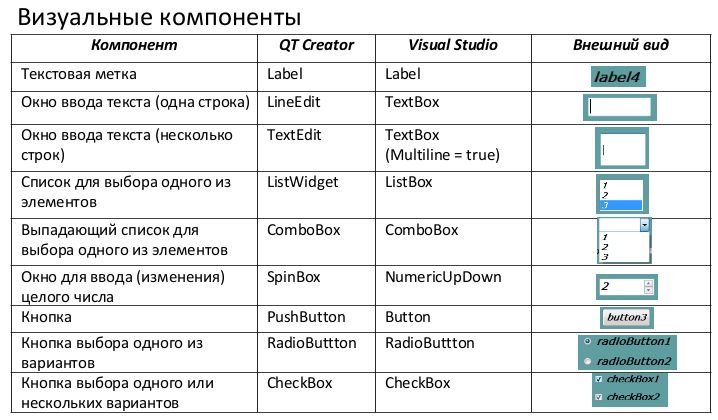 Визуальные компоненты
Компонент QT Creator Visual Studio Внешний вид
Текстовая метка Label Label label4
Окно ввода текста (одна строка) LineEdit TextBox
Окно ввода текста (несколько TextEdit TextBox
строк) (Multiline = true)
Список для выбора одного из ListWidget ListBox 1
элементов 2
3
Выпадающий список для ComboBox ComboBox 1
выбора одного из элементов 2
3
Окно для ввода (изменения) SpinBox NumericUpDown 2
целого числа
Кнопка PushButton Button button3
Кнопка выбора одного из RadioButtton RadioButtton radioButton1
вариантов radioButton2
Кнопка выбора одного или CheckBox CheckBox checkBox1
нескольких вариантов checkBox2